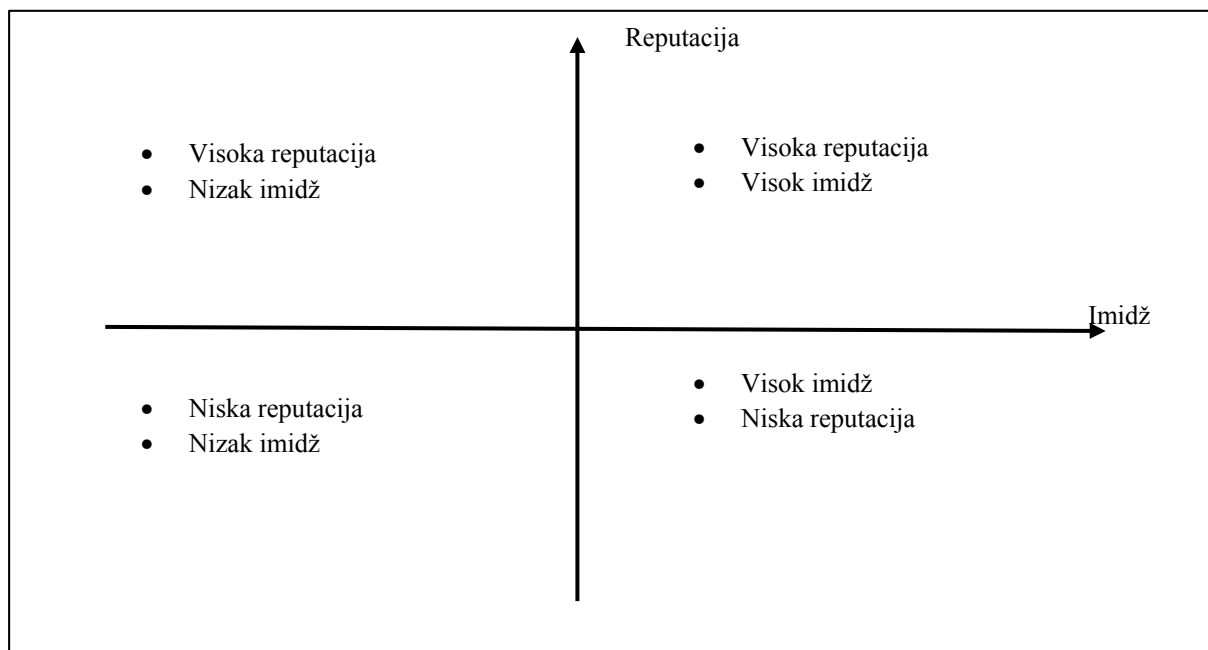 Reputacija
• Visoka reputacija
• Nizak imidž
• Visoka reputacija
• Visok imidž
Imidž
• Niska reputacija
• Nizak imidž
• Visok imidž
• Niska reputacija